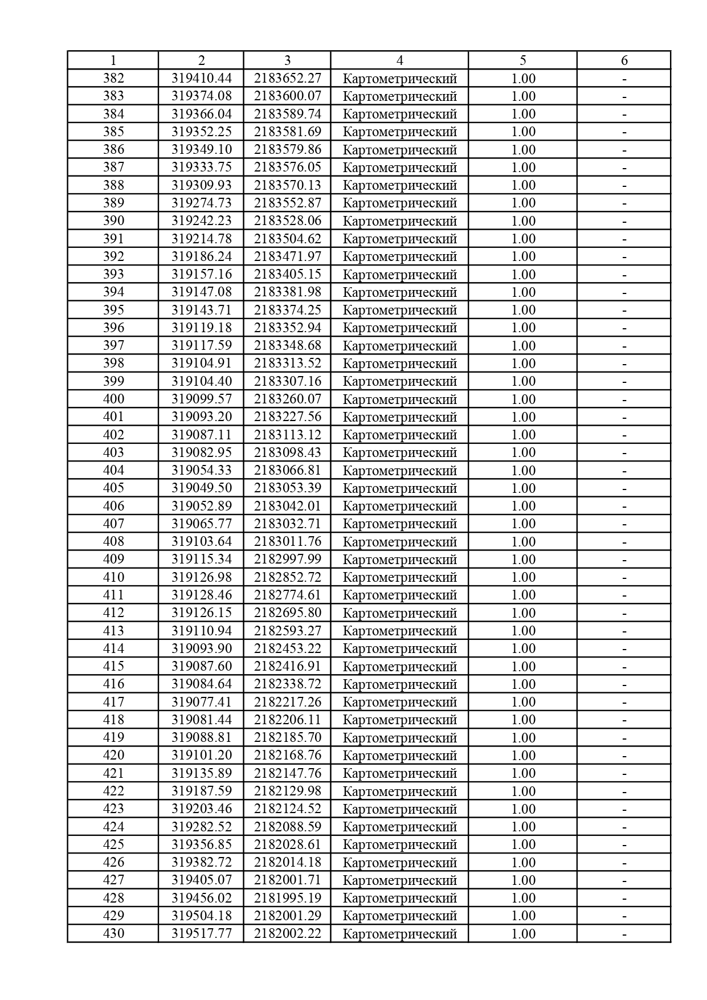 1 2 3 4 5 6
382 319410.44 2183652.27 Картометрический 1.00 -
383 319374.08 2183600.07 Картометрический 1.00 -
384 319366.04 2183589.74 Картометрический 1.00 -
385 319352.25 2183581.69 Картометрический 1.00 -
386 319349.10 2183579.86 Картометрический 1.00 -
387 319333.75 2183576.05 Картометрический 1.00 -
388 319309.93 2183570.13 Картометрический 1.00 -
389 319274.73 2183552.87 Картометрический 1.00 -
390 319242.23 2183528.06 Картометрический 1.00 -
391 319214.78 2183504.62 Картометрический 1.00 -
392 319186.24 2183471.97 Картометрический 1.00 -
393 319157.16 2183405.15 Картометрический 1.00 -
394 319147.08 2183381.98 Картометрический 1.00 -
395 319143.71 2183374.25 Картометрический 1.00 -
396 319119.18 2183352.94 Картометрический 1.00 -
397 319117.59 2183348.68 Картометрический 1.00 -
398 319104.91 2183313.52 Картометрический 1.00 -
399 319104.40 2183307.16 Картометрический 1.00 -
400 319099.57 2183260.07 Картометрический 1.00 -
401 319093.20 2183227.56 Картометрический 1.00 -
402 319087.11 2183113.12 Картометрический 1.00 -
403 319082.95 2183098.43 Картометрический 1.00 -
404 319054.33 2183066.81 Картометрический 1.00 -
405 319049.50 2183053.39 Картометрический 1.00 -
406 319052.89 2183042.01 Картометрический 1.00 -
407 319065.77 2183032.71 Картометрический 1.00 -
408 319103.64 2183011.76 Картометрический 1.00 -
409 319115.34 2182997.99 Картометрический 1.00 -
410 319126.98 2182852.72 Картометрический 1.00 -
411 319128.46 2182774.61 Картометрический 1.00 -
412 319126.15 2182695.80 Картометрический 1.00 -
413 319110.94 2182593.27 Картометрический 1.00 -
414 319093.90 2182453.22 Картометрический 1.00 -
415 319087.60 2182416.91 Картометрический 1.00 -
416 319084.64 2182338.72 Картометрический 1.00 -
417 319077.41 2182217.26 Картометрический 1.00 -
418 319081.44 2182206.11 Картометрический 1.00 -
419 319088.81 2182185.70 Картометрический 1.00 -
420 319101.20 2182168.76 Картометрический 1.00 -
421 319135.89 2182147.76 Картометрический 1.00 -
422 319187.59 2182129.98 Картометрический 1.00 -
423 319203.46 2182124.52 Картометрический 1.00 -
424 319282.52 2182088.59 Картометрический 1.00 -
425 319356.85 2182028.61 Картометрический 1.00 -
426 319382.72 2182014.18 Картометрический 1.00 -
427 319405.07 2182001.71 Картометрический 1.00 -
428 319456.02 2181995.19 Картометрический 1.00 -
429 319504.18 2182001.29 Картометрический 1.00 -
430 319517.77 2182002.22 Картометрический 1.00 -